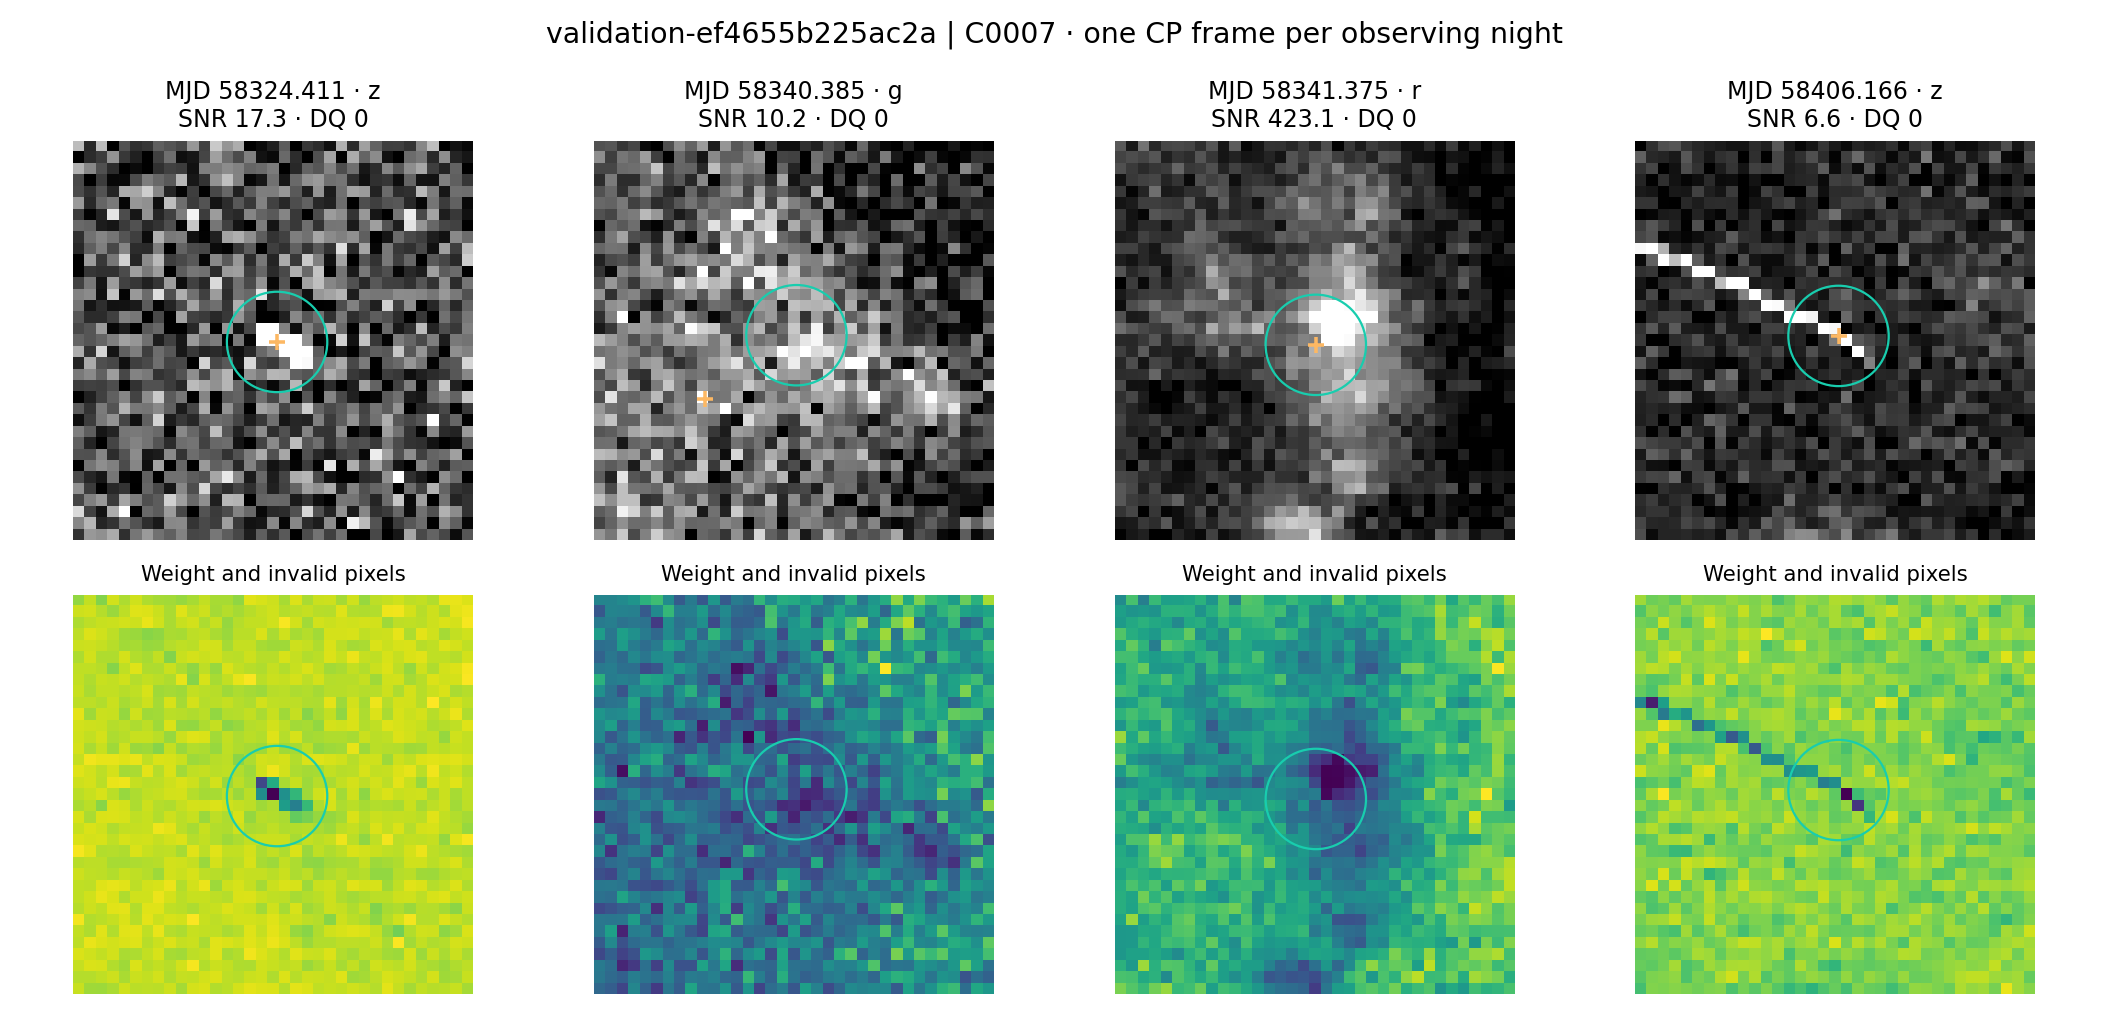 validation-ef4655b225ac2a | C0007 · one CP frame per observing night
MJD 58324.411 · z
SNR 17.3 · DQ 0
MJD 58340.385 · g
SNR 10.2 · DQ 0
MJD 58341.375 · r
SNR 423.1 · DQ 0
MJD 58406.166 · z
SNR 6.6 · DQ 0
Weight and invalid pixels
Weight and invalid pixels
Weight and invalid pixels
Weight and invalid pixels